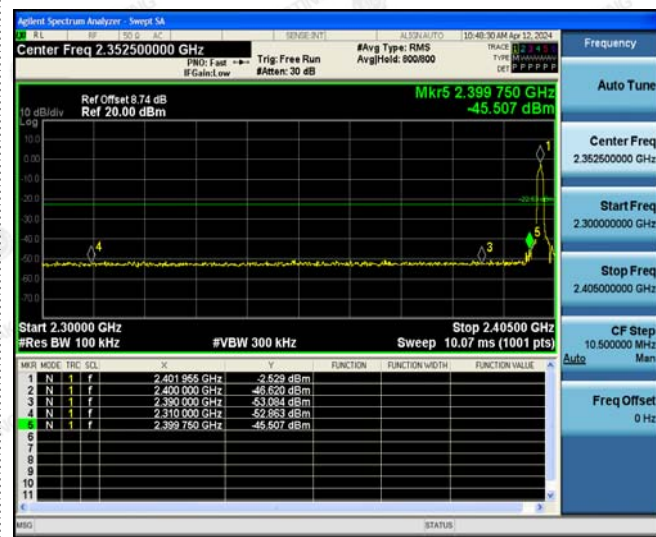 Agilent Spectrum Analyzer - Swept SA
RL RF 50 Ω AC SENSE:INT ALIGN AUTO 10:48:30 AM Apr 12, 2024
Center Freq 2.352500000 GHz
PNO: Fast
IFGain:Low
Trig: Free Run
#Atten: 30 dB
#Avg Type: RMS
Avg|Hold: 800/800
TRACE 1 2 3 4 5 6
TYPE M
DET P P P P P P
Mkr5 2.399 750 GHz
-45.507 dBm
Ref Offset 8.74 dB
10 dB/div Ref 20.00 dBm
Log
10.0
0.00
-10.0
-20.0
-30.0
-40.0
-50.0
-60.0
-70.0
1
5
3
4
Start 2.30000 GHz Stop 2.40500 GHz
#Res BW 100 kHz #VBW 300 kHz Sweep 10.07 ms (1001 pts)
MKR MODE TRC SCL X Y FUNCTION FUNCTION WIDTH FUNCTION VALUE
1 N 1 f 2.401 955 GHz -2.529 dBm
2 N 1 f 2.400 000 GHz -46.620 dBm
3 N 1 f 2.390 000 GHz -53.084 dBm
4 N 1 f 2.310 000 GHz -52.863 dBm
5 N 1 f 2.399 750 GHz -45.507 dBm
6
7
8
9
10
11
MSG STATUS
Frequency
Auto Tune
Center Freq
2.352500000 GHz
Start Freq
2.300000000 GHz
Stop Freq
2.405000000 GHz
CF Step
10.500000 MHz
Auto Man
Freq Offset
0 Hz